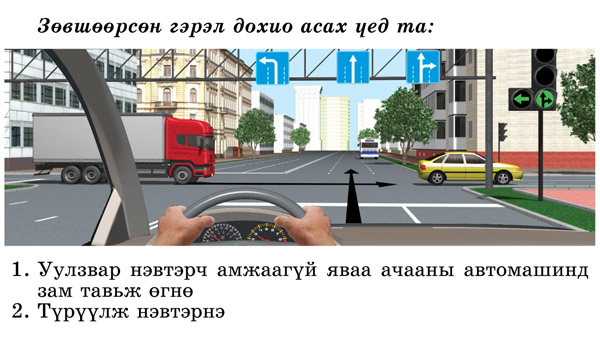 Зөвшөөрсөн гэрэл дохио асах үед та:
1. Уулзвар нэвтэрч амжаагүй яваа ачааны автомашинд
зам тавьж өгнө
2. Түрүүлж нэвтэрнэ